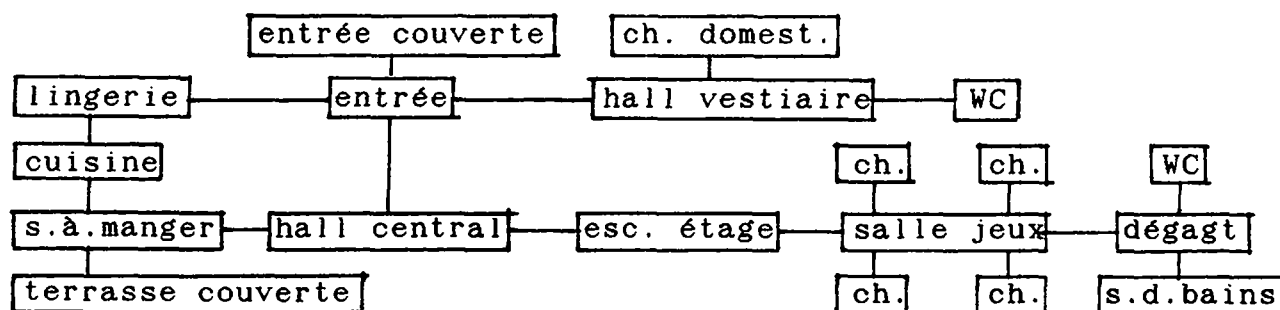 entrée couverte ch. domest.
lingerie entrée hall vestiaire WC
cuisine ch. ch. WC
s.à.manger hall central esc. étage salle jeux dégagt
terrasse couverte ch. ch. s.d.bains